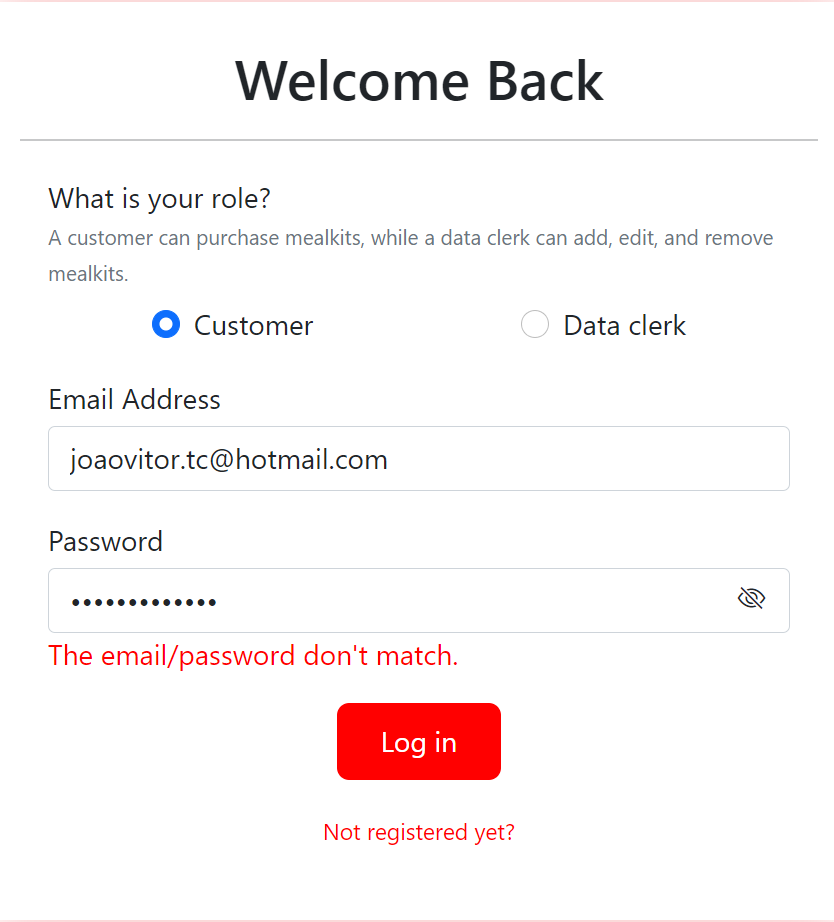 Welcome Back
What is your role?
A customer can purchase mealkits, while a data clerk can add, edit, and remove
mealkits.
Customer
Data clerk
Email Address
joaovitor.tc@hotmail.com
Password
•••••••••••••
The email/password don't match.
Log in
Not registered yet?